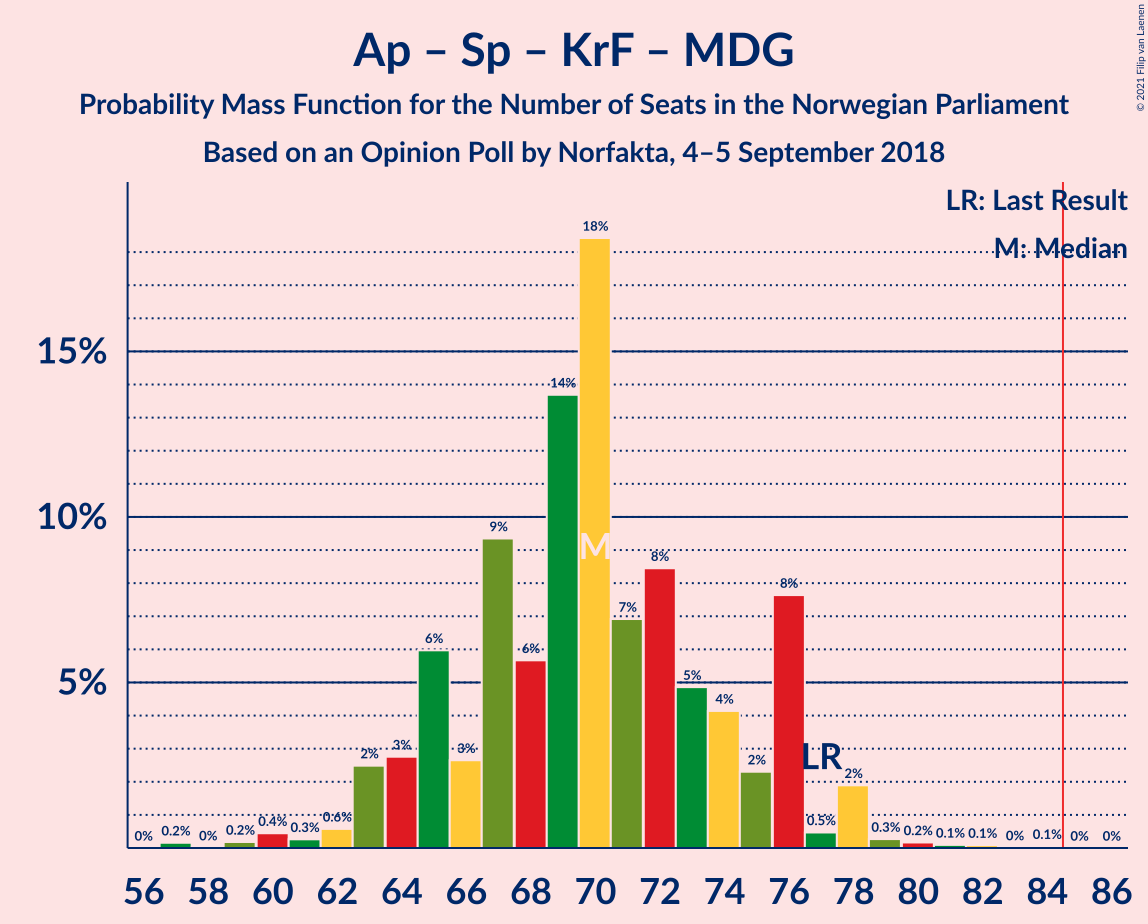 Ap – Sp – KrF – MDG
Probability Mass Function for the Number of Seats in the Norwegian Parliament
Based on an Opinion Poll by Norfakta, 4–5 September 2018
© 2021 Filip van Laenen
LR: Last Result
M: Median
15%
10%
5%
0% 0.2% 0% 0.2% 0.4% 0.3% 0.6% 2% 3% 6% 3% 9% 6% 14% 18% 7% 8% 5% 4% 2% 8% 0.5% 2% 0.3% 0.2% 0.1% 0.1% 0% 0.1% 0% 0%
M
LR
56 58 60 62 64 66 68 70 72 74 76 78 80 82 84 86